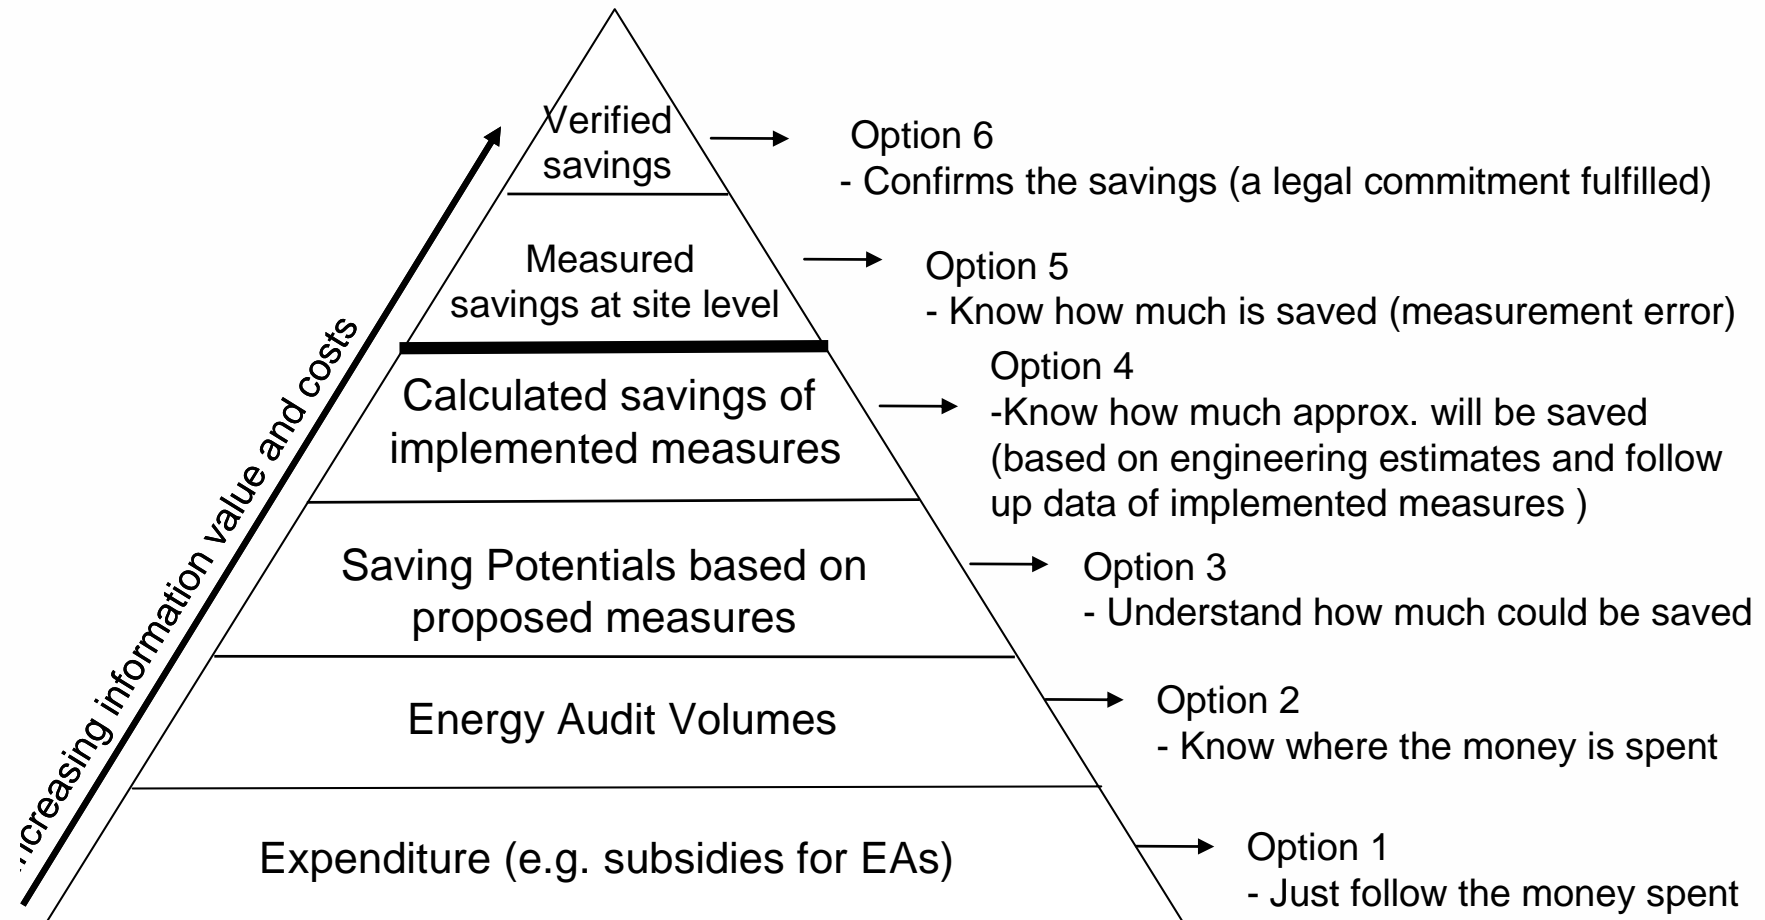 Verified
savings
Option 6
- Confirms the savings (a legal commitment fulfilled)
Measured
savings at site level
Option 5
- Know how much is saved (measurement error)
Calculated savings of
implemented measures
Option 4
-Know how much approx. will be saved
(based on engineering estimates and follow
up data of implemented measures )
Saving Potentials based on
proposed measures
Option 3
- Understand how much could be saved
Energy Audit Volumes
Option 2
- Know where the money is spent
Expenditure (e.g. subsidies for EAs)
Option 1
- Just follow the money spent
ncreasing information value and costs